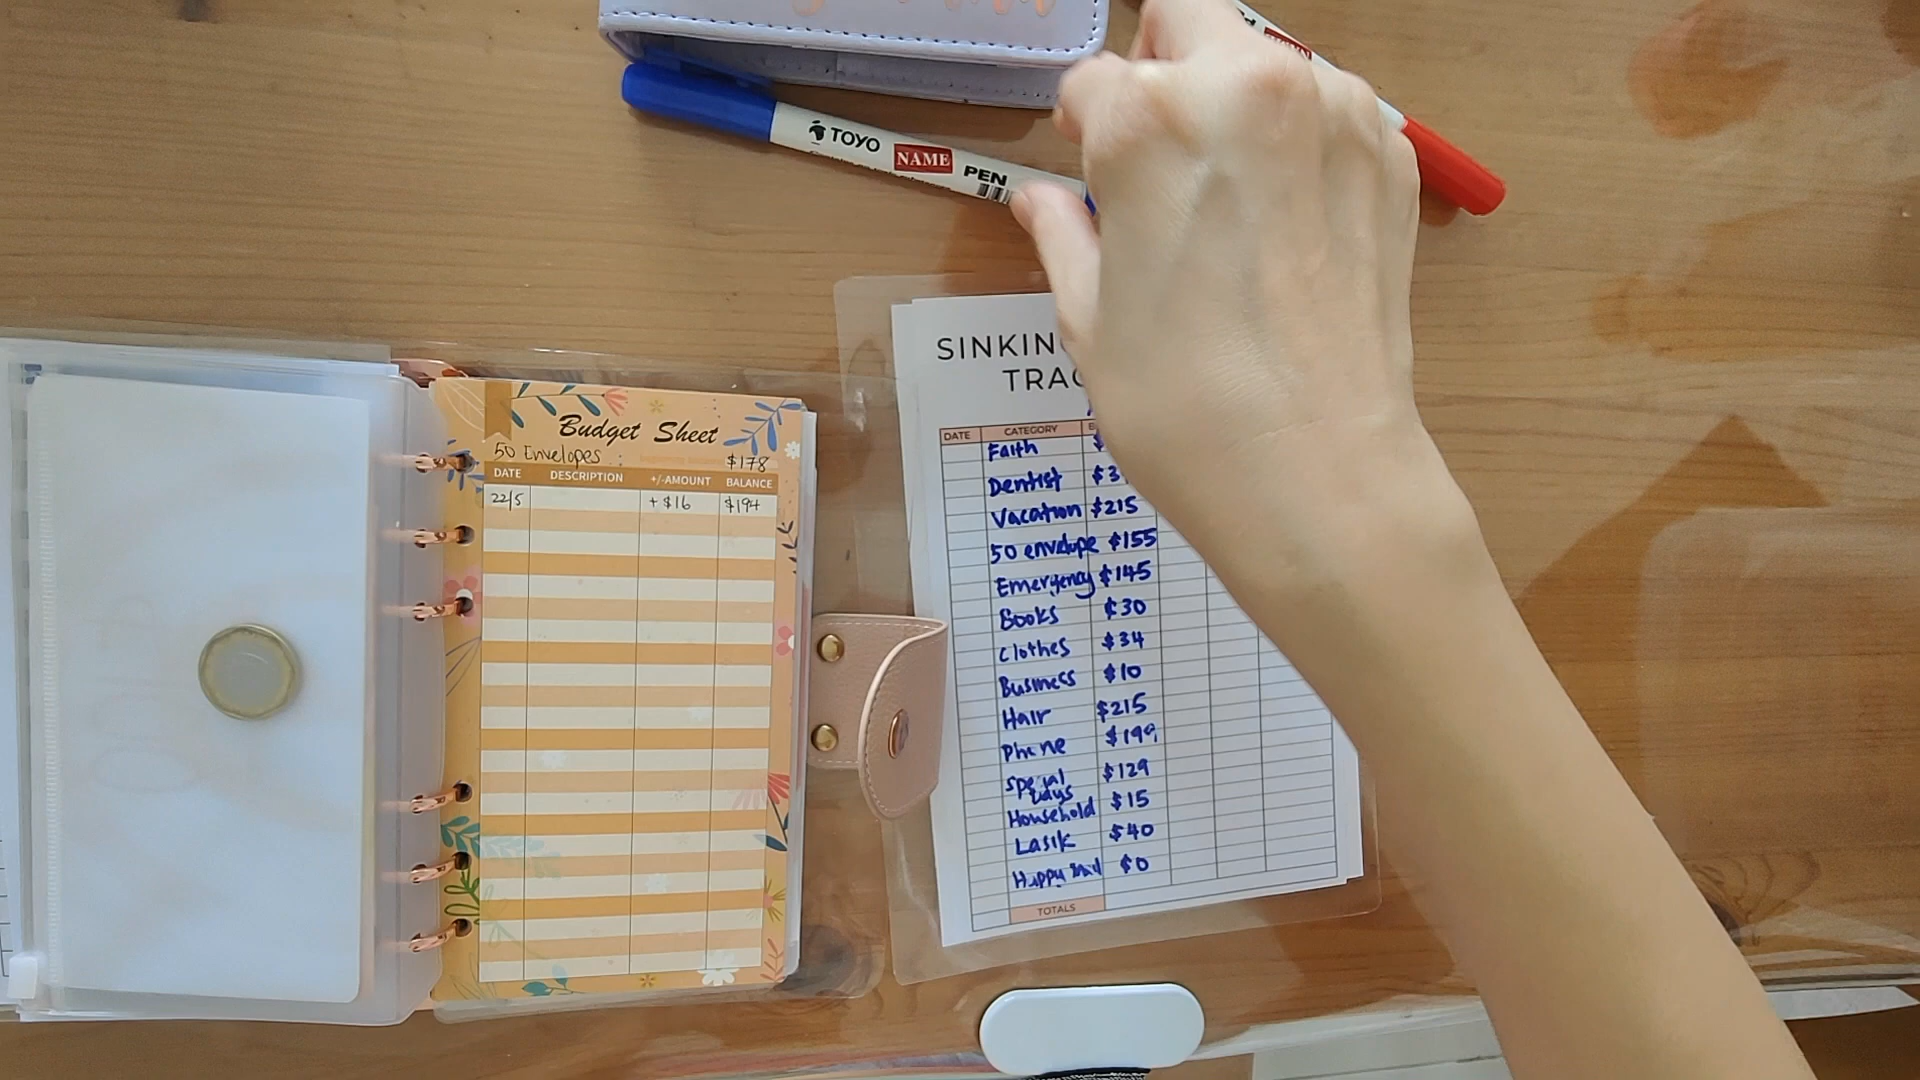 TOYO NAME PEN
Budget Sheet
50 Envelopes : $178
DATE DESCRIPTION +/-AMOUNT BALANCE
22/5 + $16 $194
SINKIN
TRAC
DATE CATEGORY
Faith $
Dentist $3
Vacation $215
50 envelope $155
Emergency $145
Books $30
Clothes $34
Business $10
Hair $215
Phone $199
Special
days $129
Household $15
Lasik $40
Happy mail $0
TOTALS